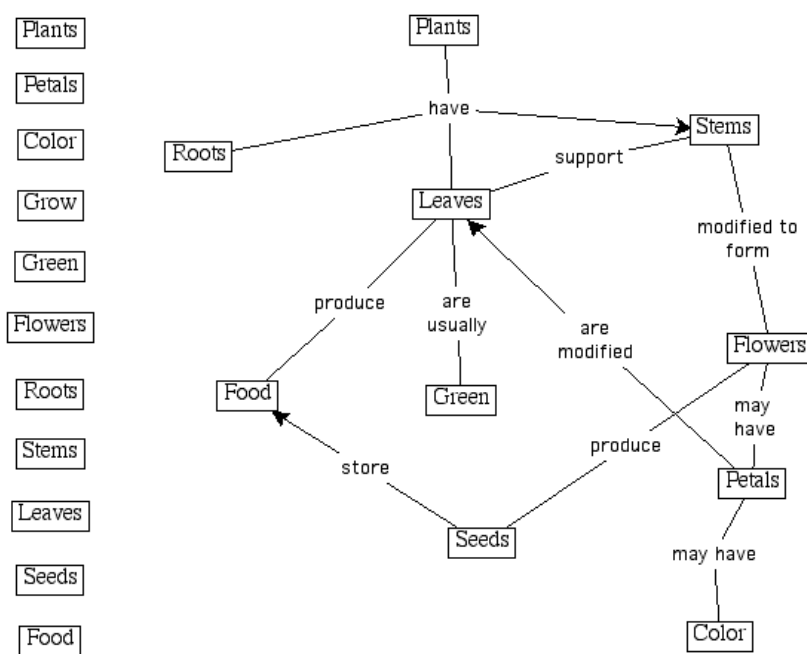 Plants
Petals
Color
Grow
Green
Flowers
Roots
Stems
Leaves
Seeds
Food
Plants
have
Stems
Roots
support
Leaves
modified to
form
produce
are
usually
are
modified
Flowers
Food
Green
may
have
produce
store
Petals
Seeds
may have
Color